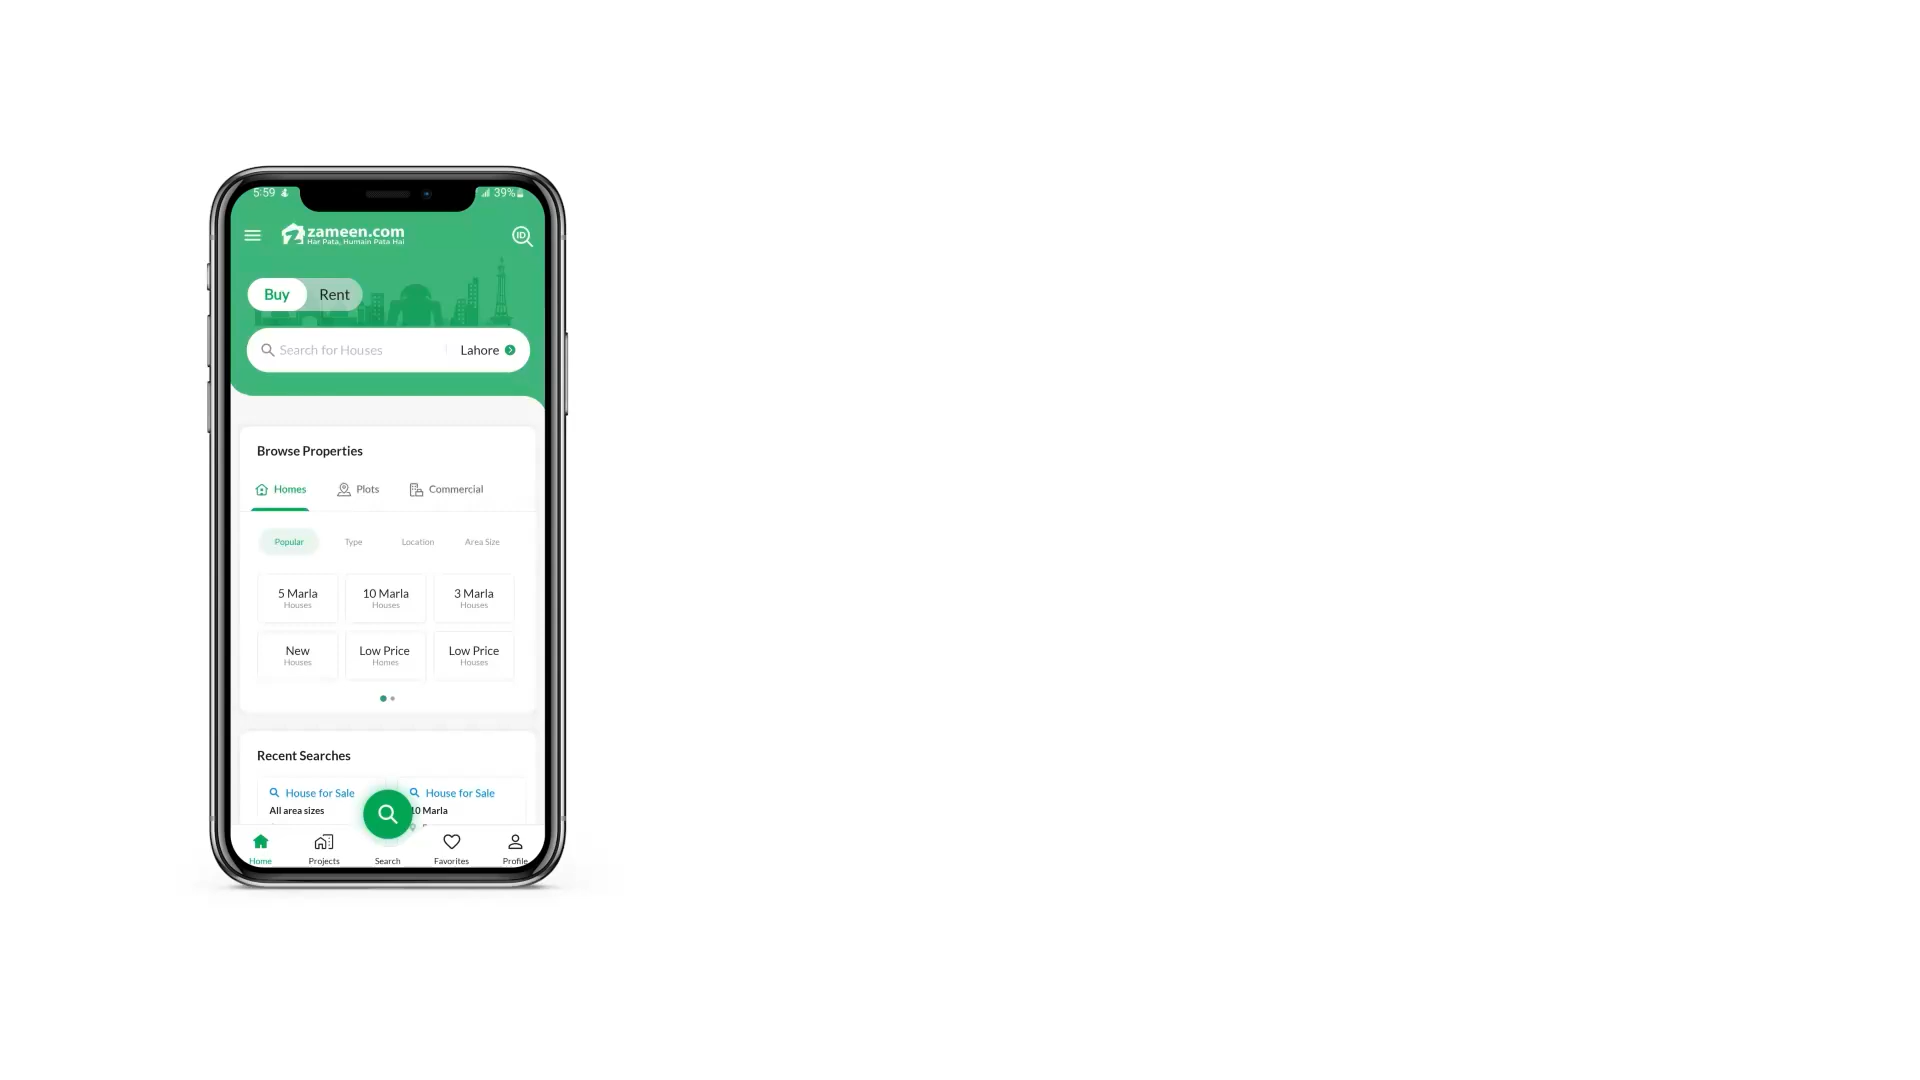 5:59 39%
zameen.com
Har Pata, Humain Pata Hai
ID
Buy Rent
Search for Houses Lahore
Browse Properties
Homes Plots Commercial
Popular Type Location Area Size
5 Marla 10 Marla 3 Marla
Houses Houses Houses
New Low Price Low Price
Houses Homes Houses
Recent Searches
House for Sale House for Sale
All area sizes 10 Marla
Home Projects Search Favorites Profile